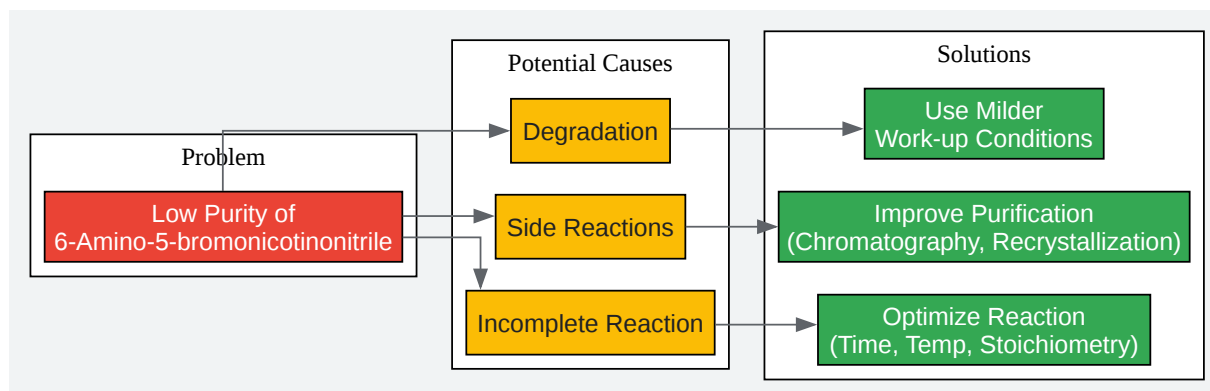 Problem
Low Purity of
6-Amino-5-bromonicotinonitrile
Potential Causes
Degradation
Side Reactions
Incomplete Reaction
Solutions
Use Milder
Work-up Conditions
Improve Purification
(Chromatography, Recrystallization)
Optimize Reaction
(Time, Temp, Stoichiometry)